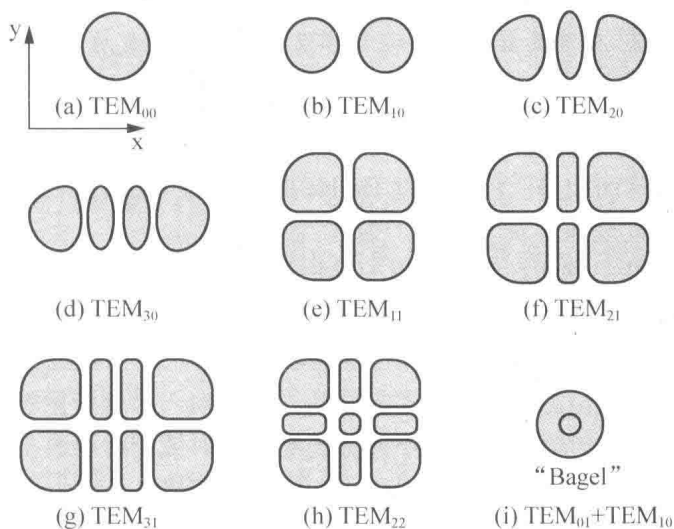 y
x
(a) TEM₀₀
(b) TEM₁₀
(c) TEM₂₀
(d) TEM₃₀
(e) TEM₁₁
(f) TEM₂₁
(g) TEM₃₁
(h) TEM₂₂
“Bagel”
(i) TEM₀₁+TEM₁₀